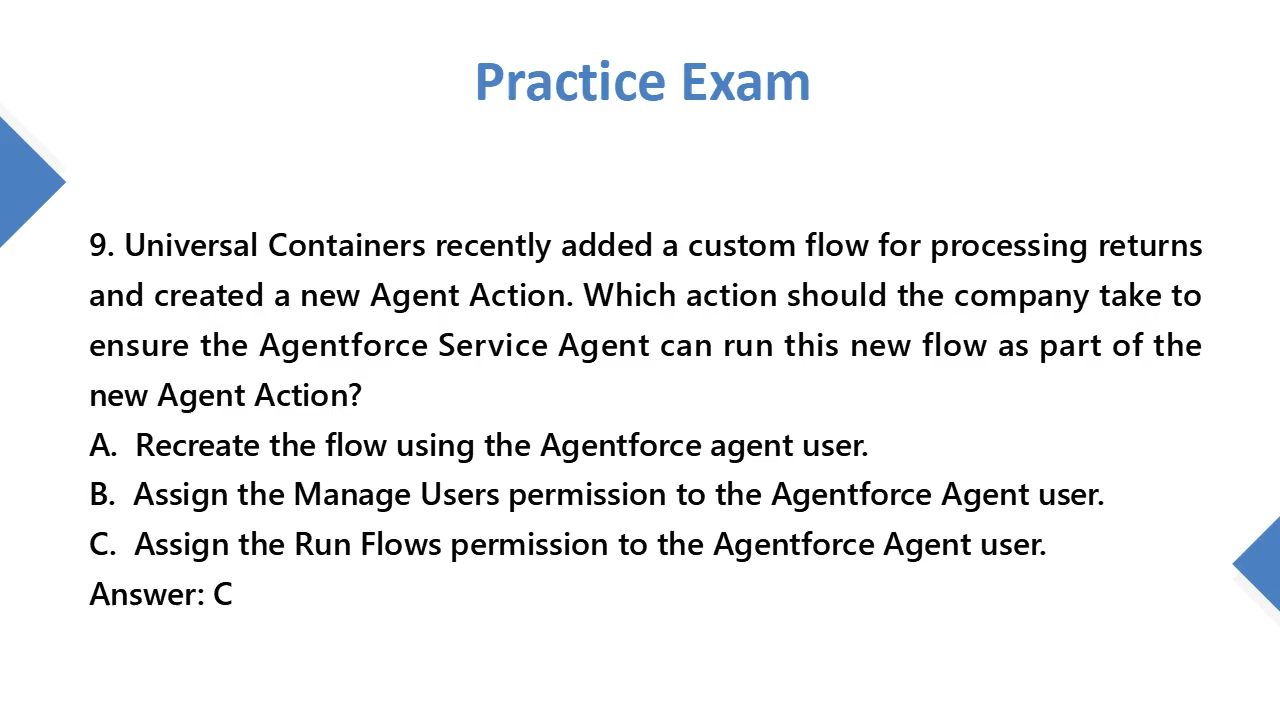 Practice Exam
9. Universal Containers recently added a custom flow for processing returns
and created a new Agent Action. Which action should the company take to
ensure the Agentforce Service Agent can run this new flow as part of the
new Agent Action?
A. Recreate the flow using the Agentforce agent user.
B. Assign the Manage Users permission to the Agentforce Agent user.
C. Assign the Run Flows permission to the Agentforce Agent user.
Answer: C